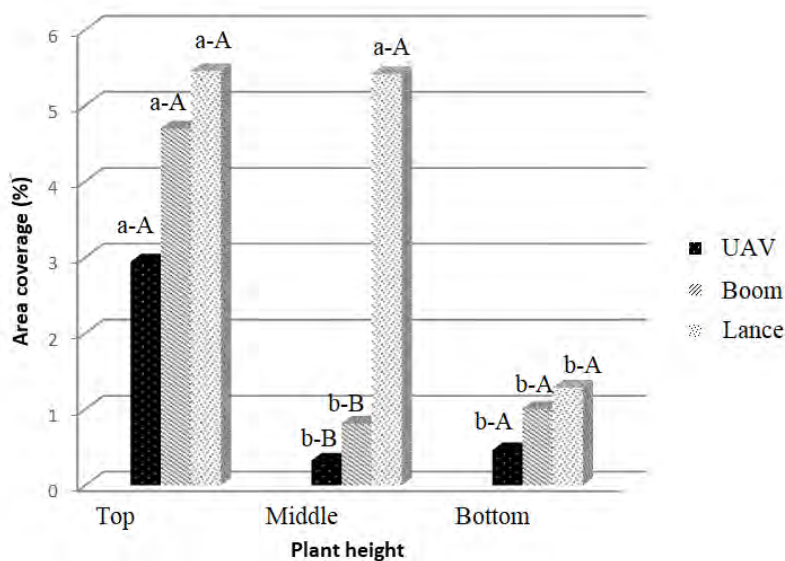 Area coverage (%)
6
5
4
3
2
1
0
a-A
a-A
a-A
b-B
b-B
a-A
b-A
b-A
b-A
Top Middle Bottom
Plant height
UAV
Boom
Lance